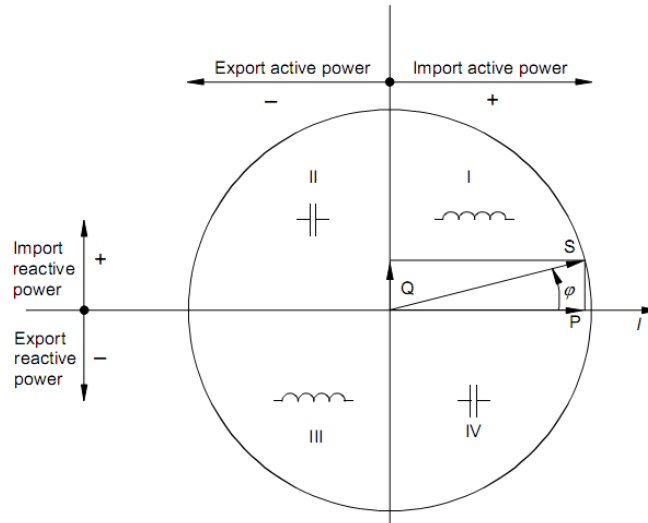 Export active power
Import active power
−
+
II
I
S
Import
reactive
power
+
Q
φ
P
I
Export
reactive
power
−
III
IV